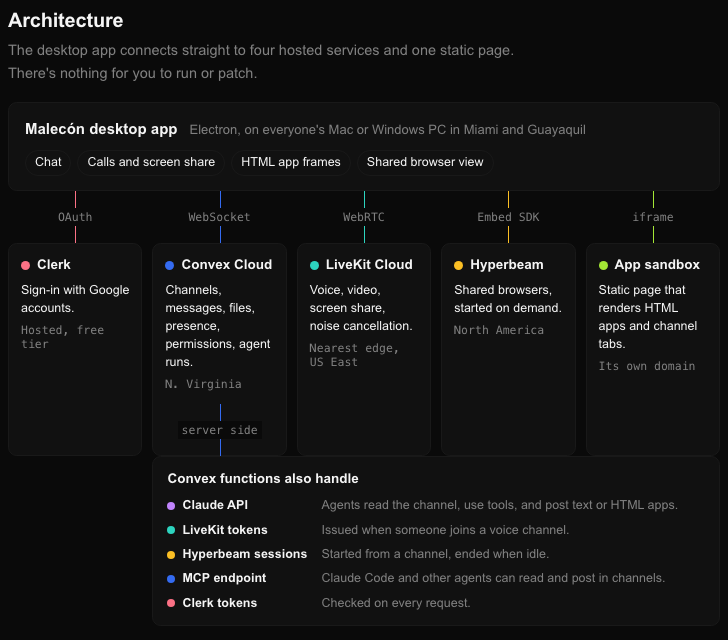 Architecture
The desktop app connects straight to four hosted services and one static page.
There's nothing for you to run or patch.
Malecón desktop app Electron, on everyone's Mac or Windows PC in Miami and Guayaquil
Chat Calls and screen share HTML app frames Shared browser view
OAuth WebSocket WebRTC Embed SDK iframe
Clerk
Sign-in with Google
accounts.
Hosted, free
tier
Convex Cloud
Channels,
messages, files,
presence,
permissions, agent
runs.
N. Virginia
server side
LiveKit Cloud
Voice, video,
screen share,
noise cancellation.
Nearest edge,
US East
Hyperbeam
Shared browsers,
started on demand.
North America
App sandbox
Static page that
renders HTML
apps and channel
tabs.
Its own domain
Convex functions also handle
Claude API Agents read the channel, use tools, and post text or HTML apps.
LiveKit tokens Issued when someone joins a voice channel.
Hyperbeam sessions Started from a channel, ended when idle.
MCP endpoint Claude Code and other agents can read and post in channels.
Clerk tokens Checked on every request.